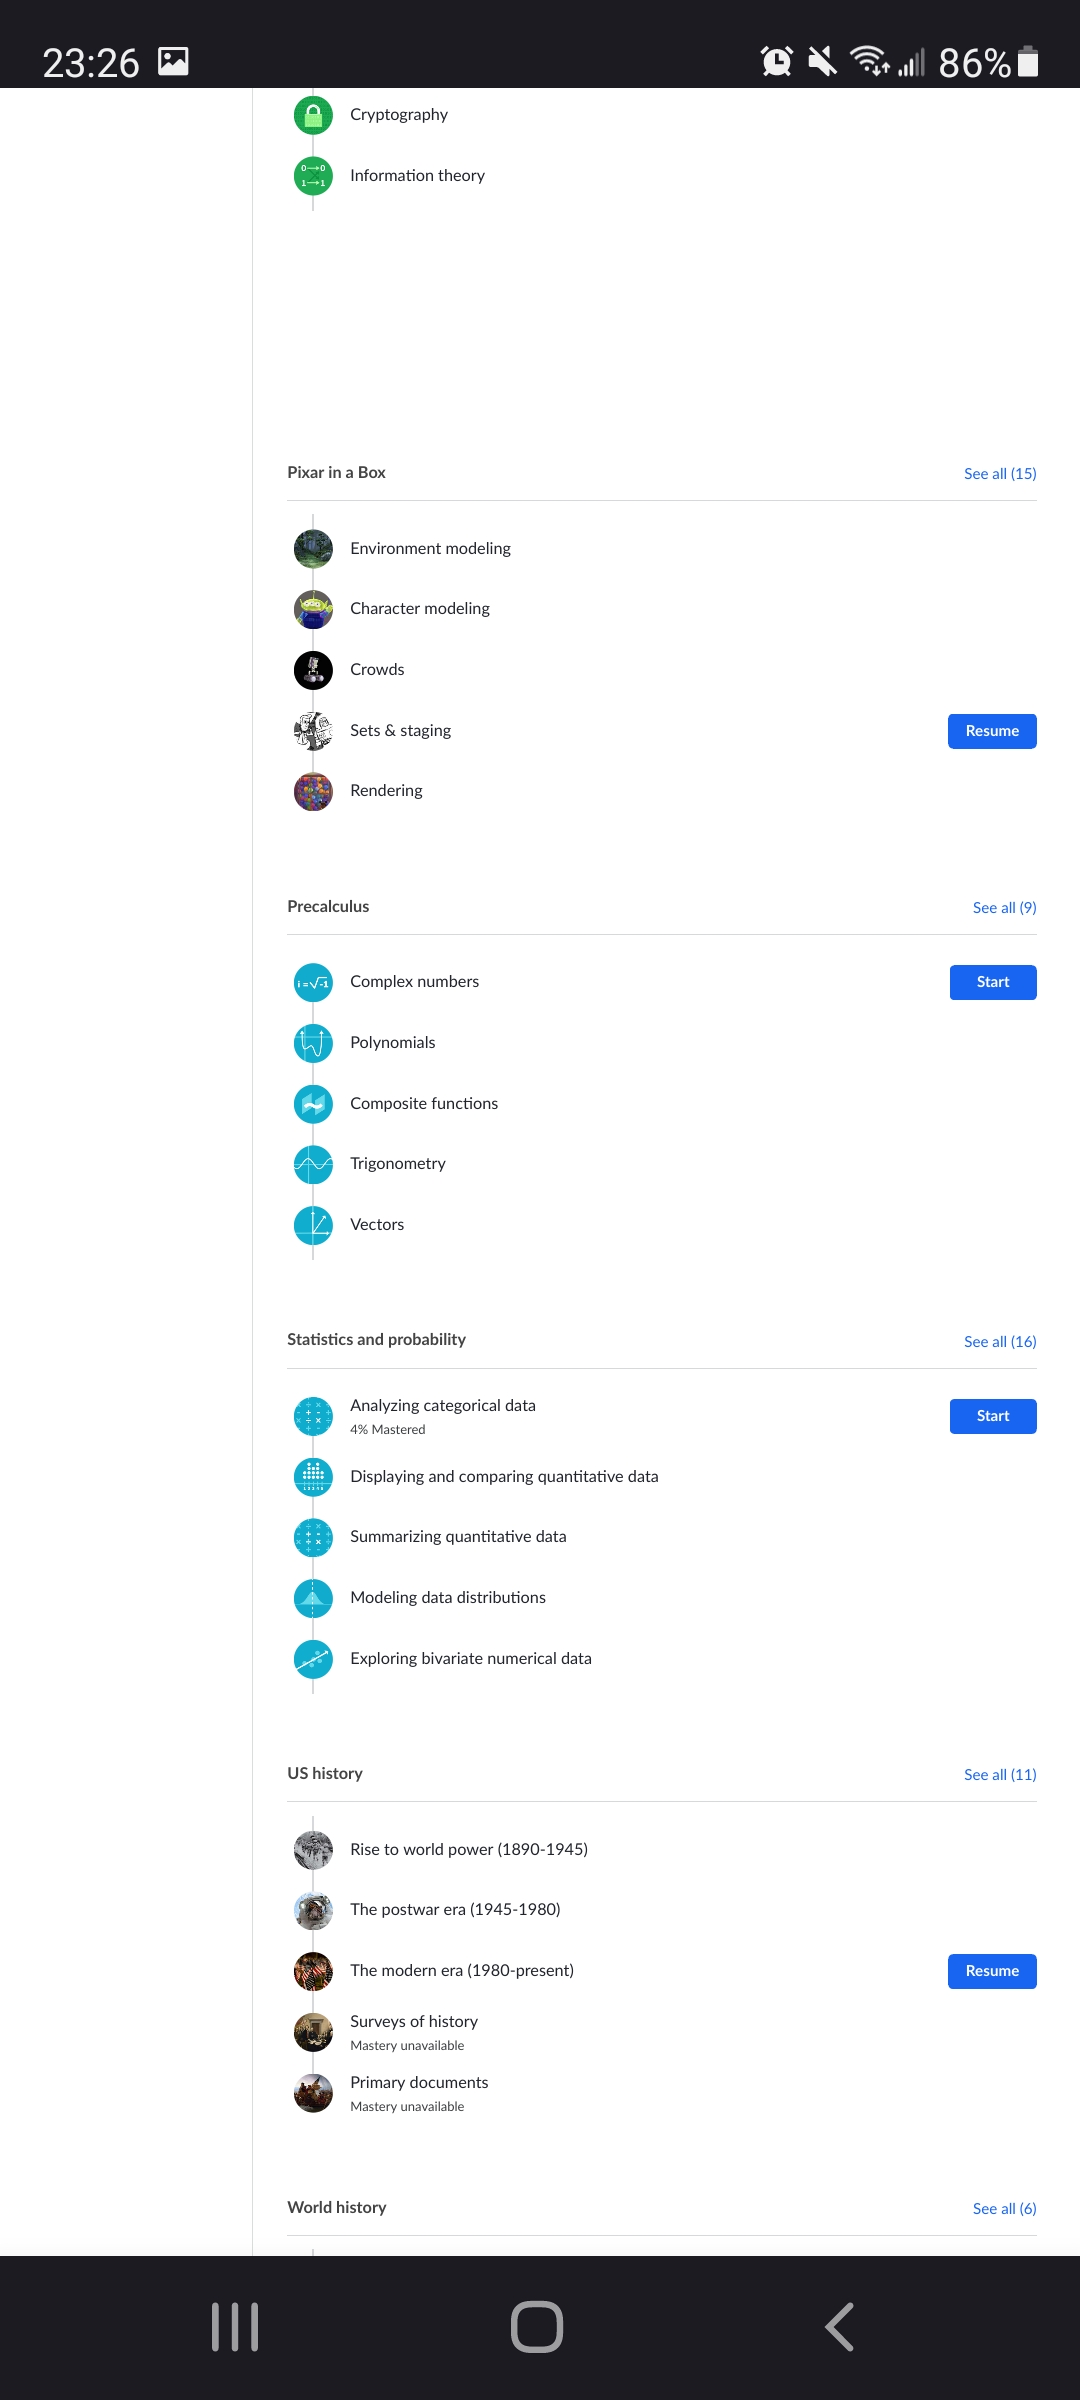 23:26
86%
Cryptography
Information theory
Pixar in a Box
See all (15)
Environment modeling
Character modeling
Crowds
Sets & staging
Resume
Rendering
Precalculus
See all (9)
i=√-1
Complex numbers
Start
Polynomials
Composite functions
Trigonometry
Vectors
Statistics and probability
See all (16)
Analyzing categorical data
Start
4% Mastered
Displaying and comparing quantitative data
Summarizing quantitative data
Modeling data distributions
Exploring bivariate numerical data
US history
See all (11)
Rise to world power (1890-1945)
The postwar era (1945-1980)
The modern era (1980-present)
Resume
Surveys of history
Mastery unavailable
Primary documents
Mastery unavailable
World history
See all (6)